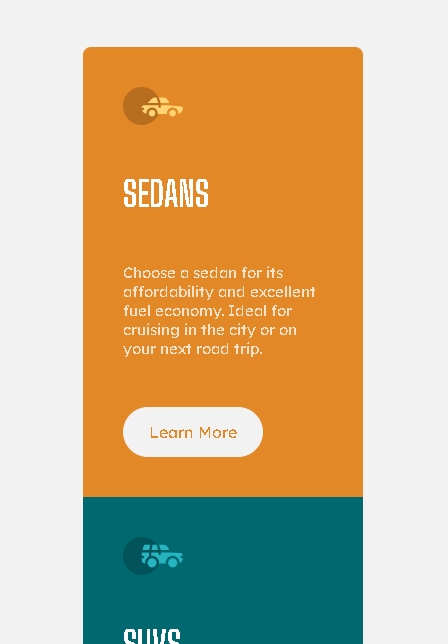 SEDANS
Choose a sedan for its
affordability and excellent
fuel economy. Ideal for
cruising in the city or on
your next road trip.
Learn More
SUVS